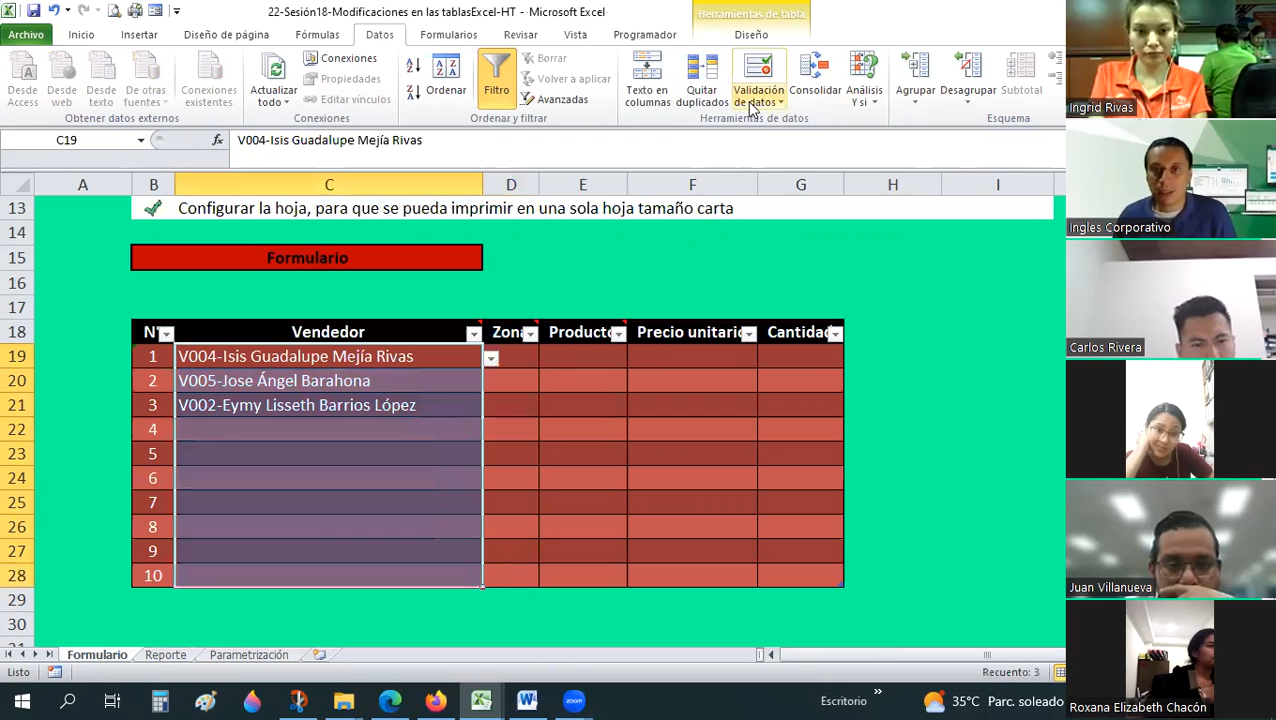 22-Sesión18-Modificaciones en las tablasExcel-HT - Microsoft Excel
Herramientas de tabla
Archivo
Inicio
Insertar
Diseño de página
Fórmulas
Datos
Formularios
Revisar
Vista
Programador
Diseño
Desde Access
Desde web
Desde texto
De otras fuentes
Conexiones existentes
Obtener datos externos
Actualizar todo
Conexiones
Propiedades
Editar vínculos
Conexiones
Ordenar
Filtro
Borrar
Volver a aplicar
Avanzadas
Ordenar y filtrar
Texto en columnas
Quitar duplicados
Validación de datos
Consolidar
Análisis Y si
Herramientas de datos
Agrupar
Desagrupar
Subtotal
Esquema
C19
fx
V004-Isis Guadalupe Mejía Rivas
A B C D E F G H I
13 Configurar la hoja, para que se pueda imprimir en una sola hoja tamaño carta
14
15 Formulario
16
17
18 N° Vendedor Zona Producto Precio unitario Cantidad
19 1 V004-Isis Guadalupe Mejía Rivas
20 2 V005-Jose Ángel Barahona
21 3 V002-Eymy Lisseth Barrios López
22 4
23 5
24 6
25 7
26 8
27 9
28 10
29
30
Formulario
Reporte
Parametrización
Listo
Recuento: 3
Escritorio
35°C Parc. soleado
zoom
Ingrid Rivas
Ingles Corporativo
Carlos Rivera
Juan Villanueva
Roxana Elizabeth Chacón